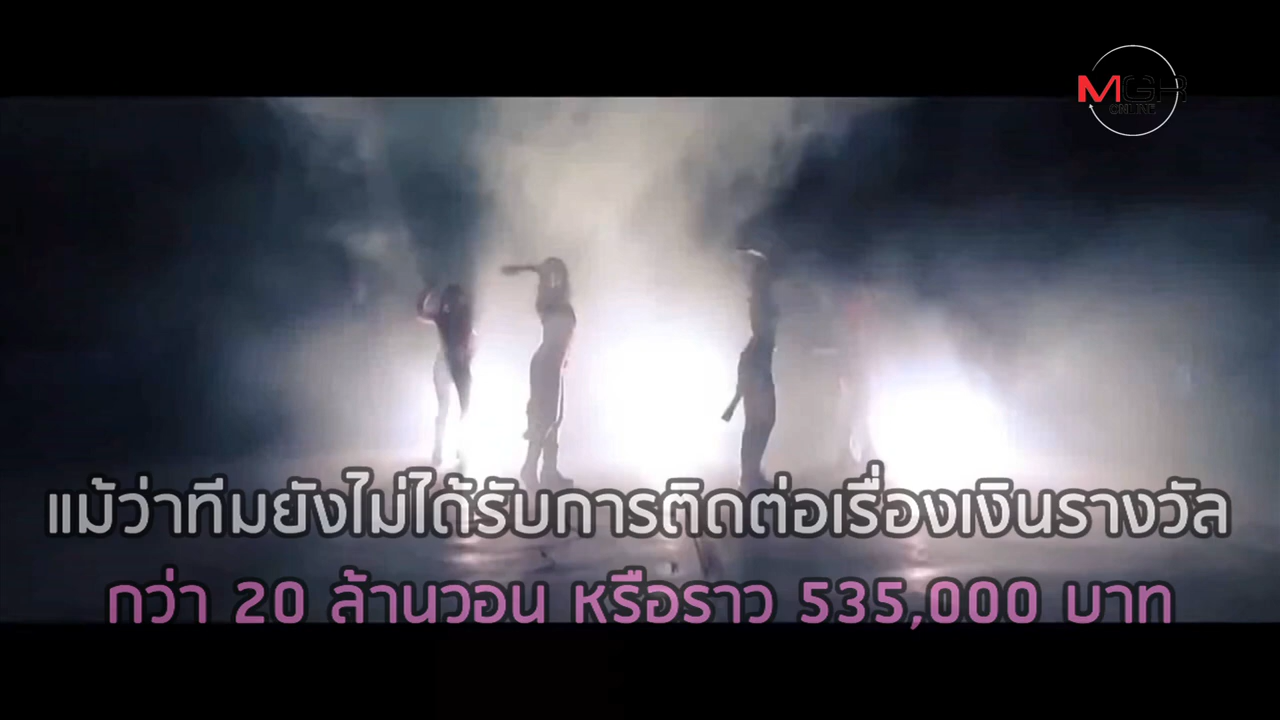 MGR
ONLINE
แม้ว่าทีมยังไม่ได้รับการติดต่อเรื่องเงินรางวัล
กว่า 20 ล้านวอน หรือราว 535,000 บาท